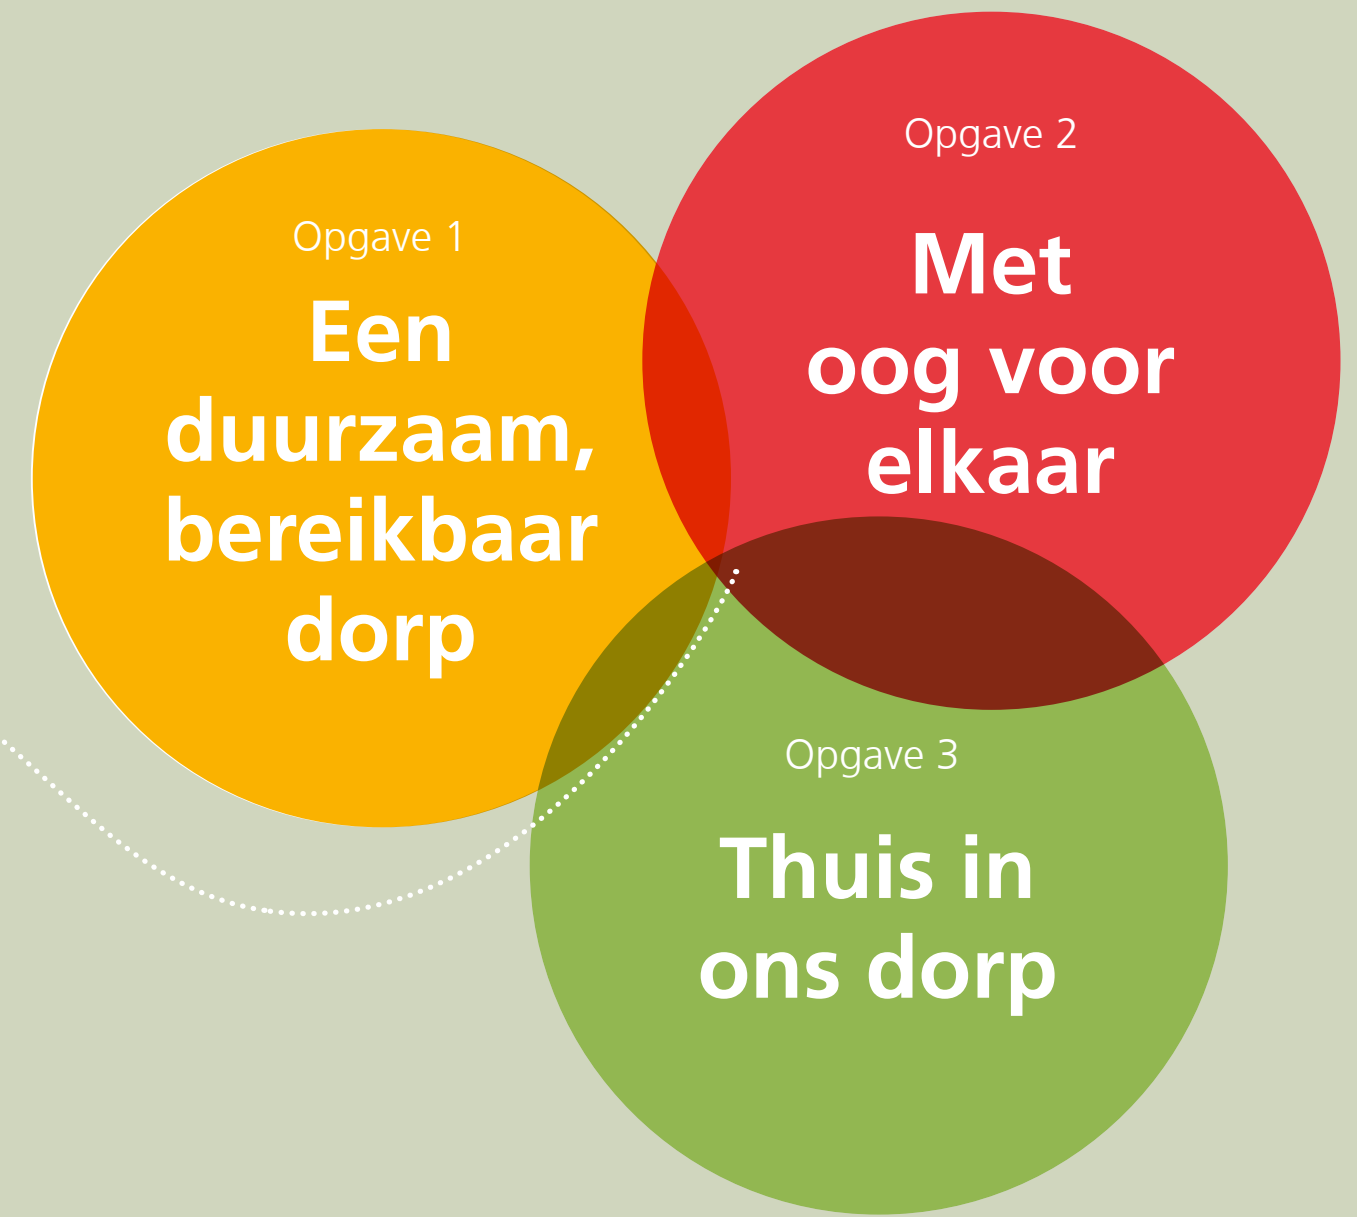 Opgave 1
Een
duurzaam,
bereikbaar
dorp
Opgave 2
Met
oog voor
elkaar
Opgave 3
Thuis in
ons dorp